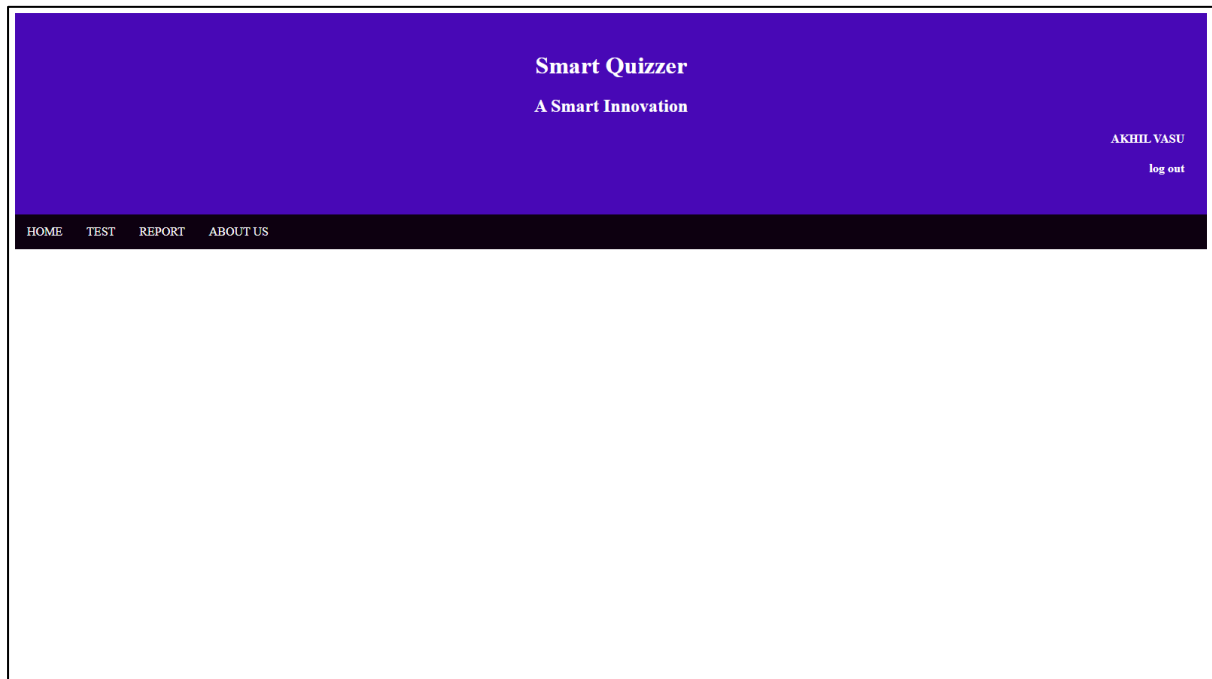 Smart Quizzer
A Smart Innovation
AKHIL VASU
log out
HOME TEST REPORT ABOUT US